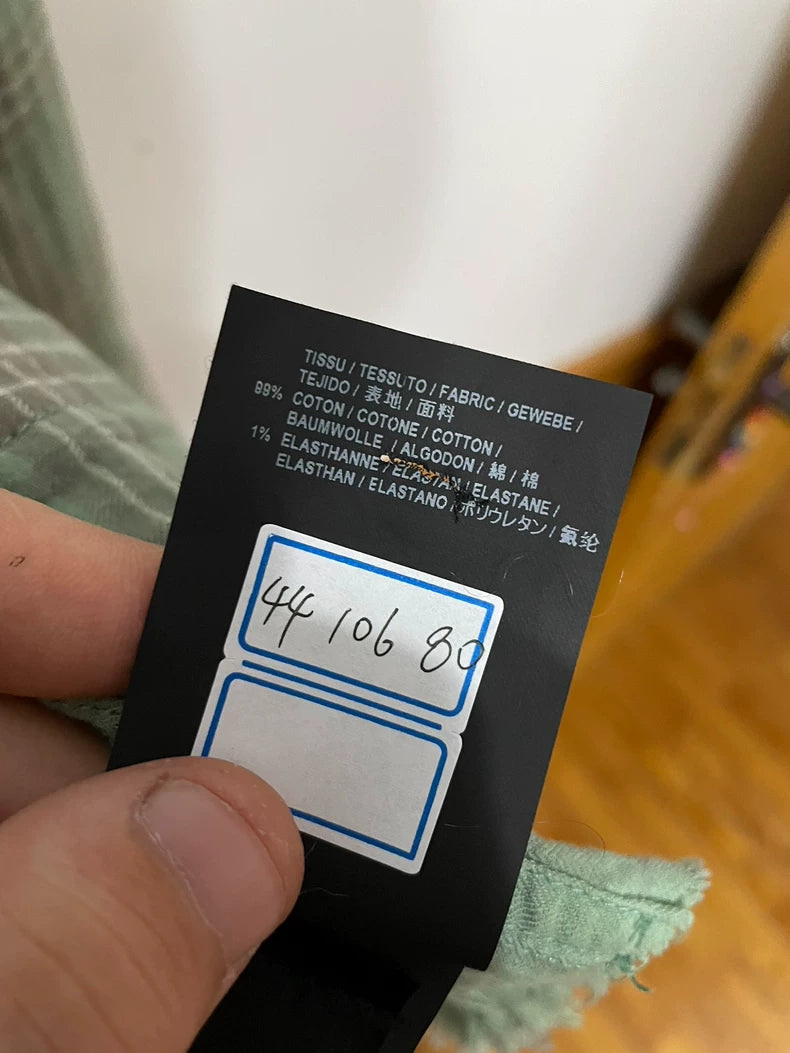 TISSU / TESSUTO / FABRIC / GEWEBE /
TEJIDO / 表地 / 面料
99% COTON / COTONE / COTTON /
BAUMWOLLE / ALGODON / 綿 / 棉
1% ELASTHANNE / ELASTAN / ELASTANE /
ELASTHAN / ELASTANO / ポリウレタン / 氨纶
44 106 80